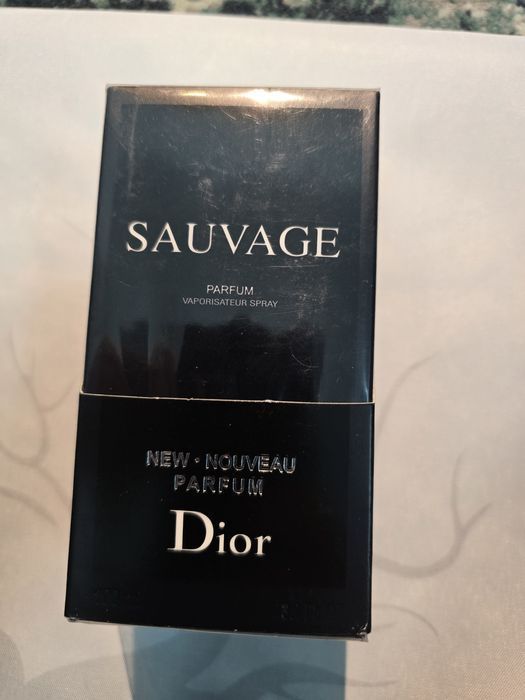 SAUVAGE
PARFUM
VAPORISATEUR SPRAY
NEW · NOUVEAU
PARFUM
Dior